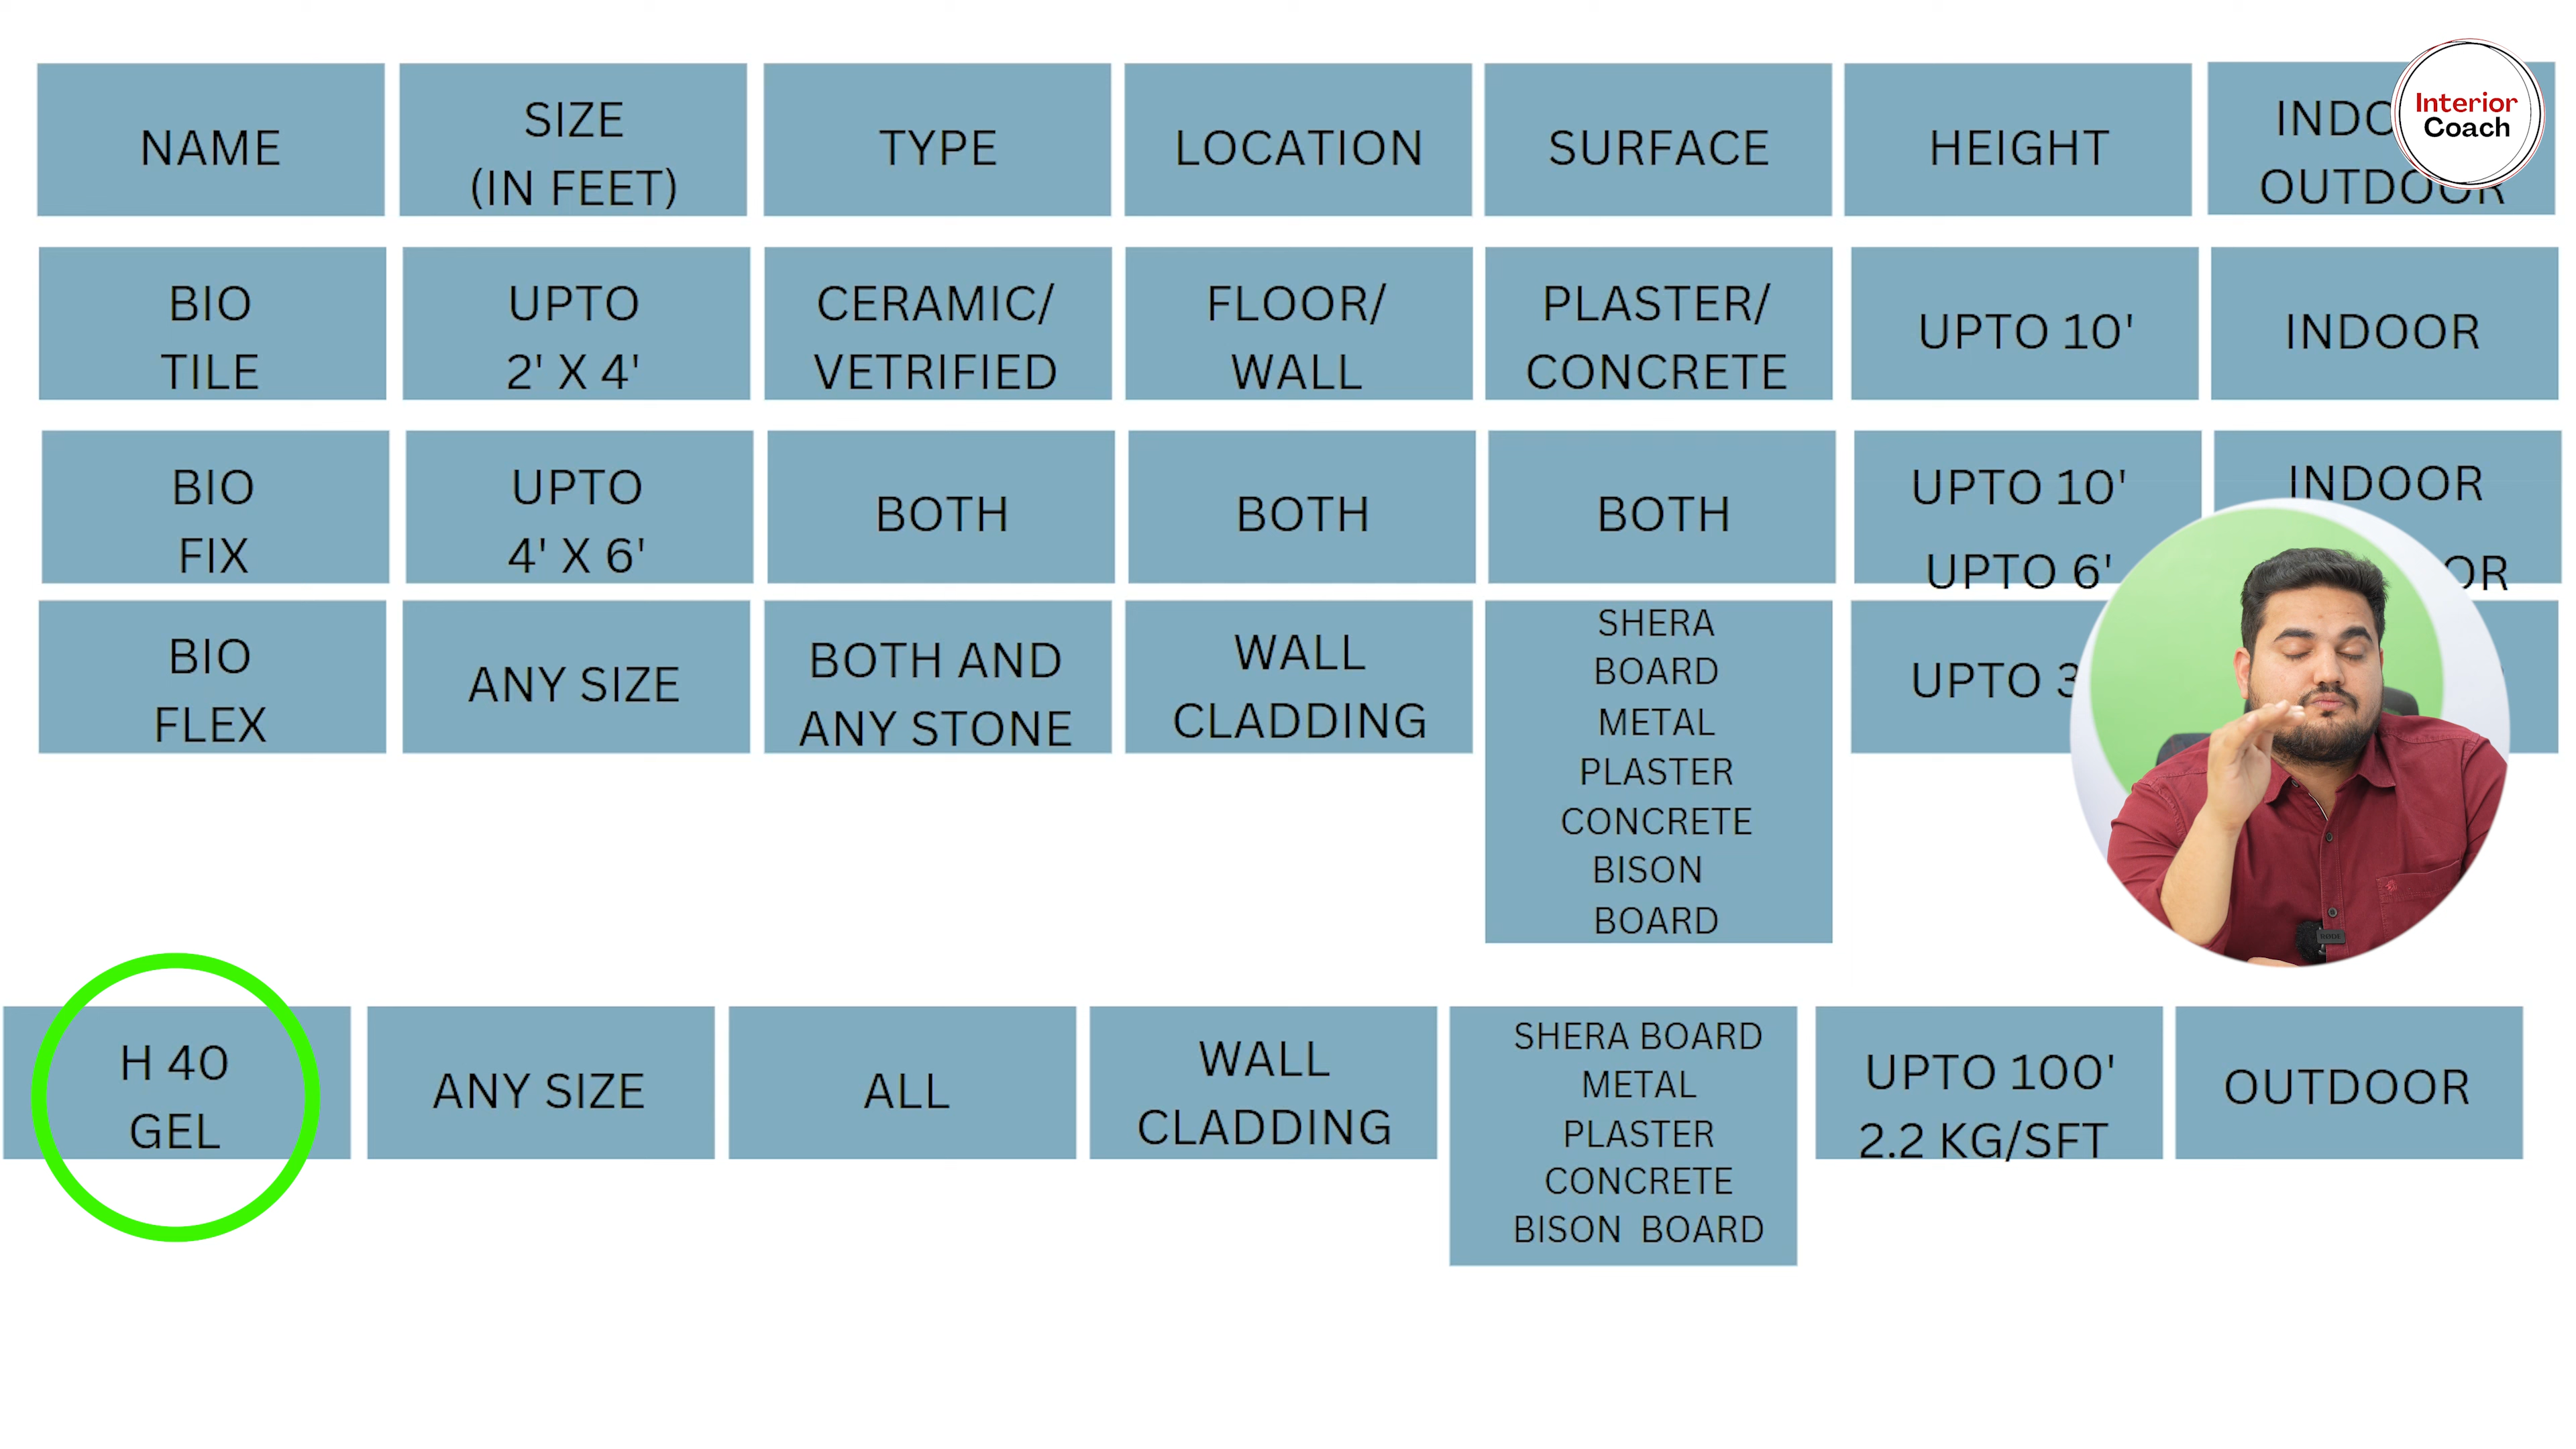 NAME
SIZE
(IN FEET)
TYPE
LOCATION
SURFACE
HEIGHT
OUTDOOR
Interior
Coach
BIO
TILE
UPTO
2' X 4'
CERAMIC/
VETRIFIED
FLOOR/
WALL
PLASTER/
CONCRETE
UPTO 10'
INDOOR
BIO
FIX
UPTO
4' X 6'
BOTH
BOTH
BOTH
UPTO 10'
UPTO 6'
INDOOR
BIO
FLEX
ANY SIZE
BOTH AND
ANY STONE
WALL
CLADDING
SHERA
BOARD
METAL
PLASTER
CONCRETE
BISON
BOARD
UPTO
H 40
GEL
ANY SIZE
ALL
WALL
CLADDING
SHERA BOARD
METAL
PLASTER
CONCRETE
BISON BOARD
UPTO 100'
2.2 KG/SFT
OUTDOOR